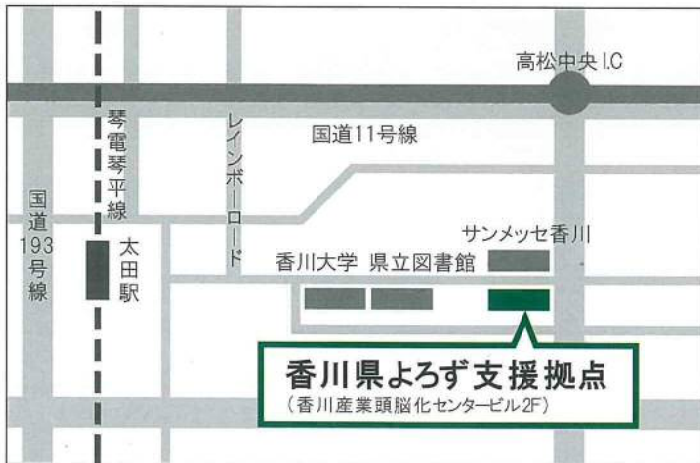 高松中央I.C
国道11号線
琴電琴平線
レインボーロード
国道193号線
太田駅
サンメッセ香川
香川大学 県立図書館
香川県よろず支援拠点
(香川産業頭脳化センタービル2F)